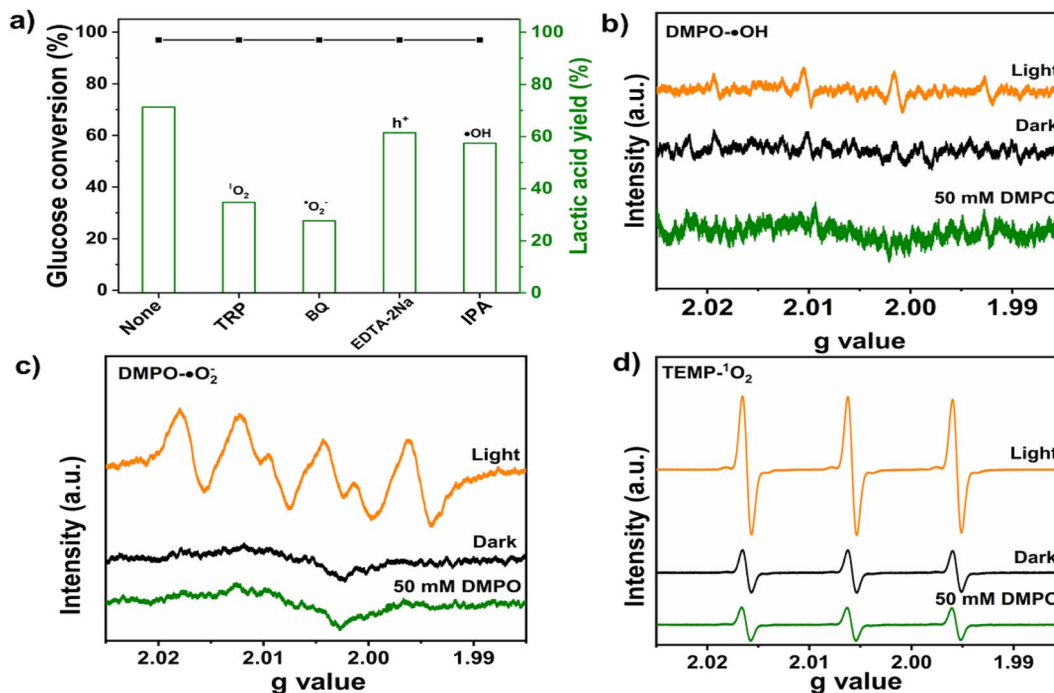 a)
Glucose conversion (%)
100
80
60
40
20
0
¹O₂
•O₂⁻
h⁺
•OH
None
TRP
BQ
EDTA-2Na
IPA
100
80
60
40
20
0
Lactic acid yield (%)
b)
DMPO-•OH
Light
Dark
50 mM DMPO
Intensity (a.u.)
2.02 2.01 2.00 1.99
g value
c)
DMPO-•O₂⁻
Light
Dark
50 mM DMPO
Intensity (a.u.)
2.02 2.01 2.00 1.99
g value
d)
TEMP-¹O₂
Light
Dark
50 mM DMPO
Intensity (a.u.)
2.02 2.01 2.00 1.99
g value